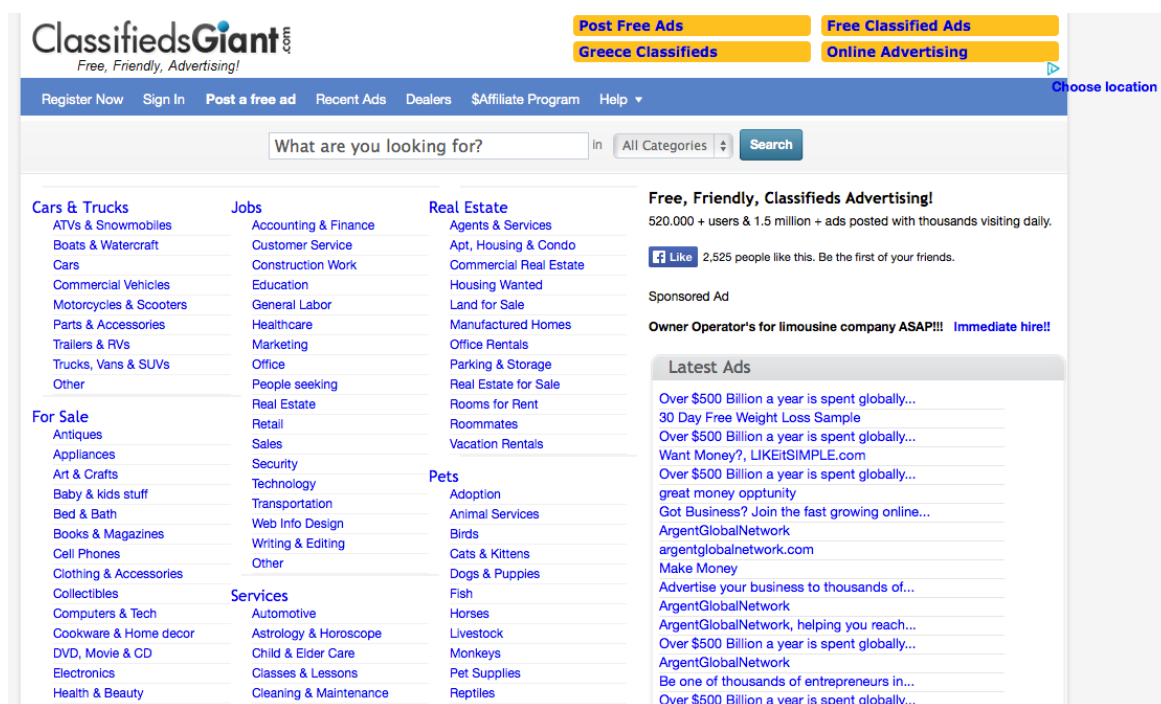 ClassifiedsGiant.com
Free, Friendly, Advertising!
Post Free Ads
Free Classified Ads
Greece Classifieds
Online Advertising
Choose location
Register Now Sign In Post a free ad Recent Ads Dealers $Affiliate Program Help
What are you looking for? in All Categories Search
Cars & Trucks
ATVs & Snowmobiles
Boats & Watercraft
Cars
Commercial Vehicles
Motorcycles & Scooters
Parts & Accessories
Trailers & RVs
Trucks, Vans & SUVs
Other
For Sale
Antiques
Appliances
Art & Crafts
Baby & kids stuff
Bed & Bath
Books & Magazines
Cell Phones
Clothing & Accessories
Collectibles
Computers & Tech
Cookware & Home decor
DVD, Movie & CD
Electronics
Health & Beauty
Jobs
Accounting & Finance
Customer Service
Construction Work
Education
General Labor
Healthcare
Marketing
Office
People seeking
Real Estate
Retail
Sales
Security
Technology
Transportation
Web Info Design
Writing & Editing
Other
Services
Automotive
Astrology & Horoscope
Child & Elder Care
Classes & Lessons
Cleaning & Maintenance
Real Estate
Agents & Services
Apt, Housing & Condo
Commercial Real Estate
Housing Wanted
Land for Sale
Manufactured Homes
Office Rentals
Parking & Storage
Real Estate for Sale
Rooms for Rent
Roommates
Vacation Rentals
Pets
Adoption
Animal Services
Birds
Cats & Kittens
Dogs & Puppies
Fish
Horses
Livestock
Monkeys
Pet Supplies
Reptiles
Free, Friendly, Classifieds Advertising!
520.000 + users & 1.5 million + ads posted with thousands visiting daily.
Like 2,525 people like this. Be the first of your friends.
Sponsored Ad
Owner Operator's for limousine company ASAP!!! Immediate hire!!
Latest Ads
Over $500 Billion a year is spent globally...
30 Day Free Weight Loss Sample
Over $500 Billion a year is spent globally...
Want Money?, LIKEitSIMPLE.com
Over $500 Billion a year is spent globally...
great money opptunity
Got Business? Join the fast growing online...
ArgentGlobalNetwork
argentglobalnetwork.com
Make Money
Advertise your business to thousands of...
ArgentGlobalNetwork
ArgentGlobalNetwork, helping you reach...
Over $500 Billion a year is spent globally...
ArgentGlobalNetwork
Be one of thousands of entrepreneurs in...
Over $500 Billion a year is spent globally...